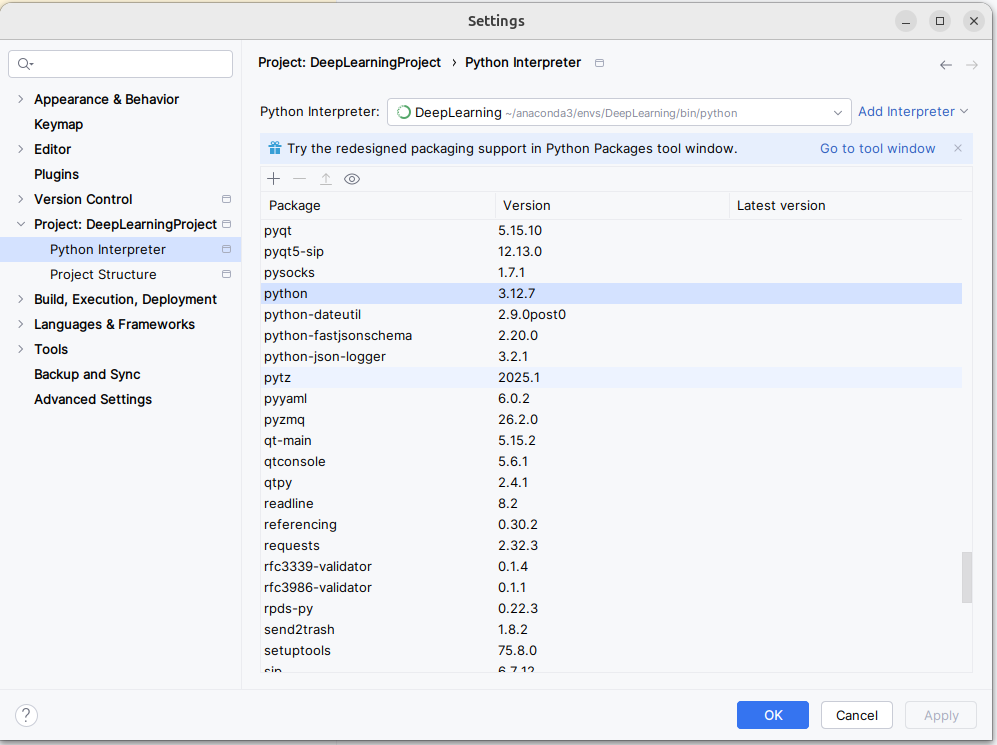 Settings
Project: DeepLearningProject › Python Interpreter
Appearance & Behavior
Keymap
Editor
Plugins
Version Control
Project: DeepLearningProject
Python Interpreter
Project Structure
Build, Execution, Deployment
Languages & Frameworks
Tools
Backup and Sync
Advanced Settings
Python Interpreter: DeepLearning ~/anaconda3/envs/DeepLearning/bin/python Add Interpreter
Try the redesigned packaging support in Python Packages tool window. Go to tool window
Package Version Latest version
pyqt 5.15.10
pyqt5-sip 12.13.0
pysocks 1.7.1
python 3.12.7
python-dateutil 2.9.0post0
python-fastjsonschema 2.20.0
python-json-logger 3.2.1
pytz 2025.1
pyyaml 6.0.2
pyzmq 26.2.0
qt-main 5.15.2
qtconsole 5.6.1
qtpy 2.4.1
readline 8.2
referencing 0.30.2
requests 2.32.3
rfc3339-validator 0.1.4
rfc3986-validator 0.1.1
rpds-py 0.22.3
send2trash 1.8.2
setuptools 75.8.0
sip 6.7.12
? OK Cancel Apply